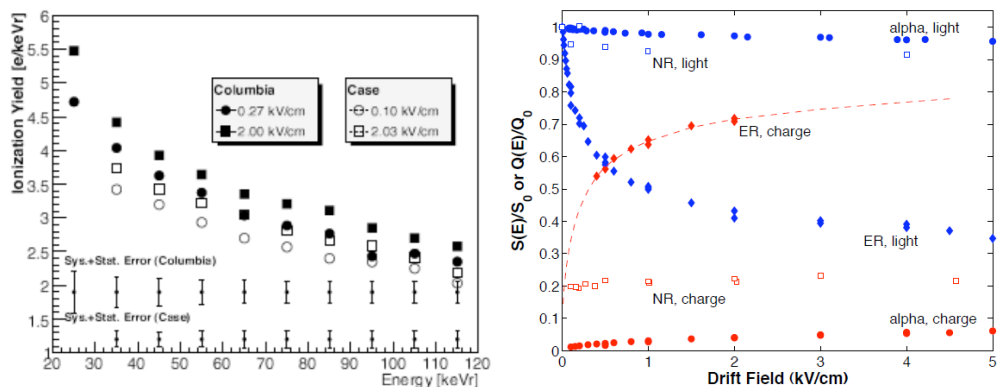 Ionization Yield [e/keVr]
6
5.5
5
4.5
4
3.5
3
2.5
2
1.5
1
Columbia
0.27 kV/cm
2.00 kV/cm
Case
0.10 kV/cm
2.03 kV/cm
Sys.+Stat. Error (Columbia)
Sys.+Stat. Error (Case)
20 30 40 50 60 70 80 90 100 110 120
Energy [keVr]
S(E)/S0 or Q(E)/Q0
1
0.9
0.8
0.7
0.6
0.5
0.4
0.3
0.2
0.1
0
alpha, light
NR, light
ER, charge
ER, light
NR, charge
alpha, charge
0 1 2 3 4 5
Drift Field (kV/cm)